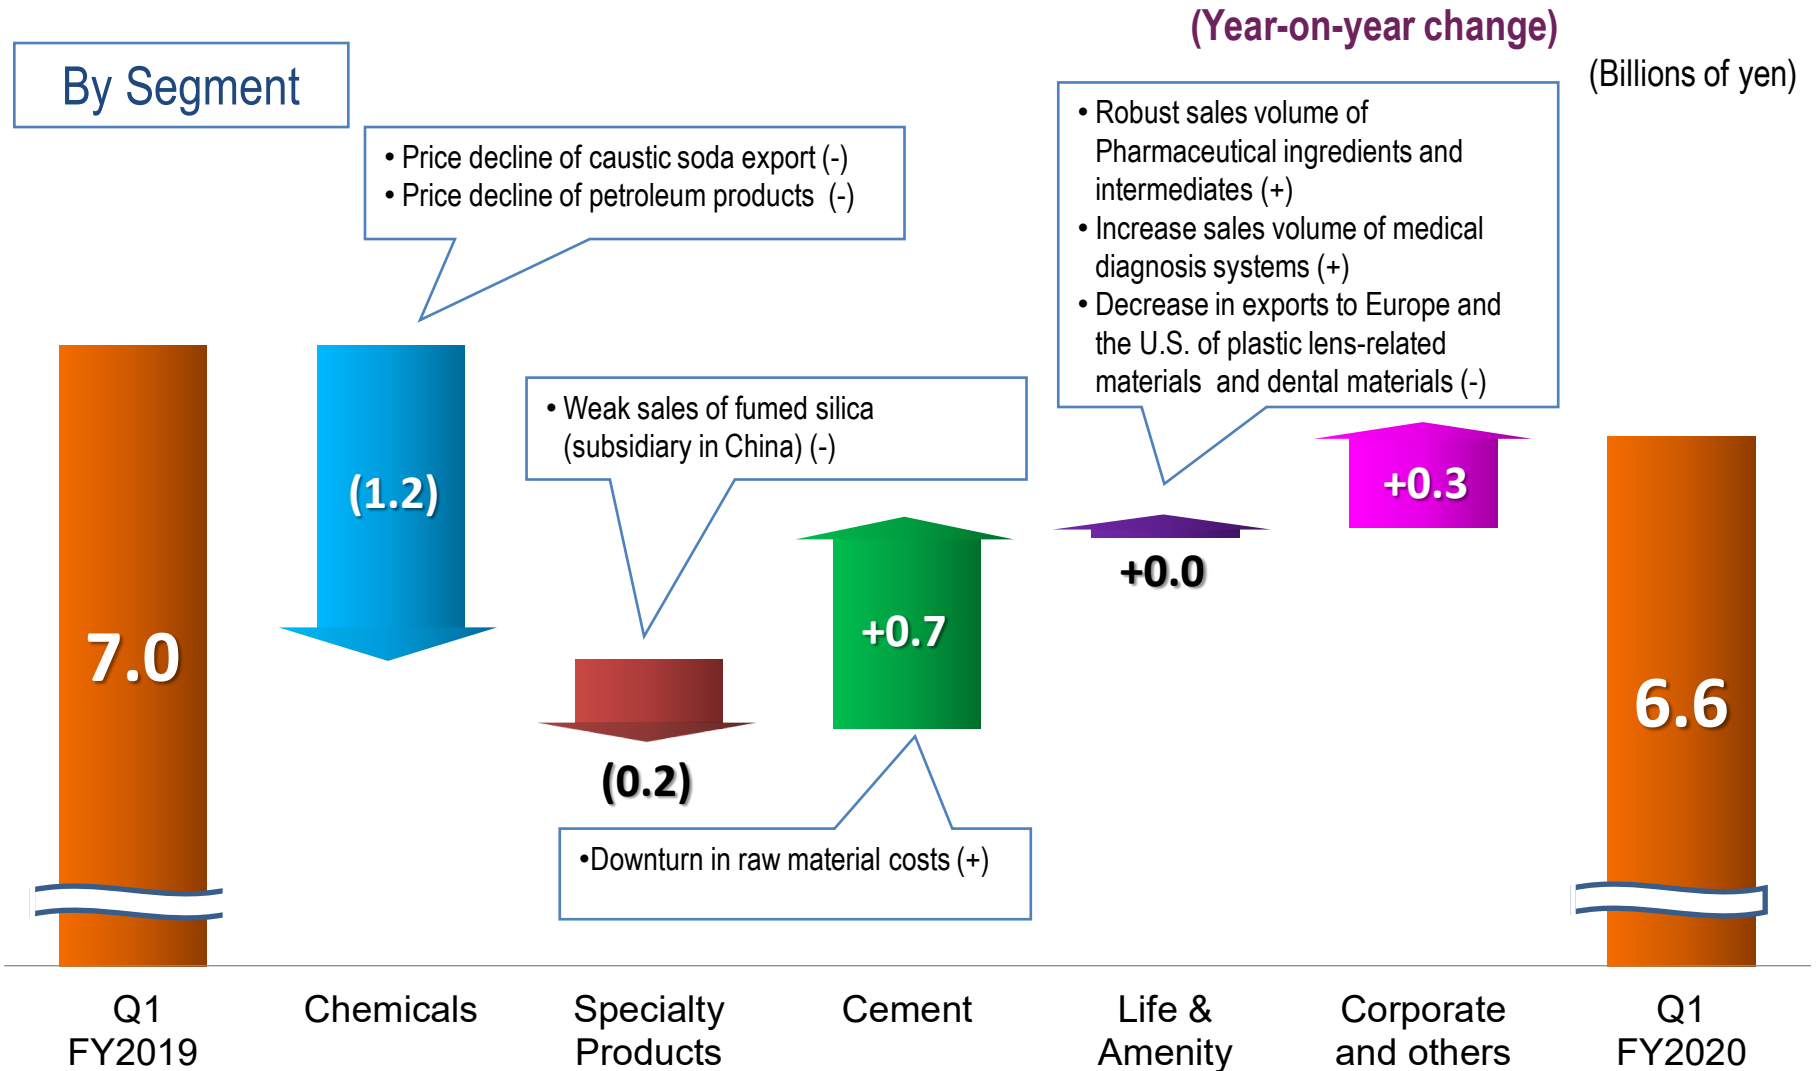 (Year-on-year change)
By Segment
(Billions of yen)
• Price decline of caustic soda export (-)
• Price decline of petroleum products (-)
• Robust sales volume of
Pharmaceutical ingredients and
intermediates (+)
• Increase sales volume of medical
diagnosis systems (+)
• Decrease in exports to Europe and
the U.S. of plastic lens-related
materials and dental materials (-)
• Weak sales of fumed silica
(subsidiary in China) (-)
7.0
(1.2)
(0.2)
+0.7
+0.0
+0.3
6.6
•Downturn in raw material costs (+)
Q1
FY2019
Chemicals
Specialty
Products
Cement
Life &
Amenity
Corporate
and others
Q1
FY2020